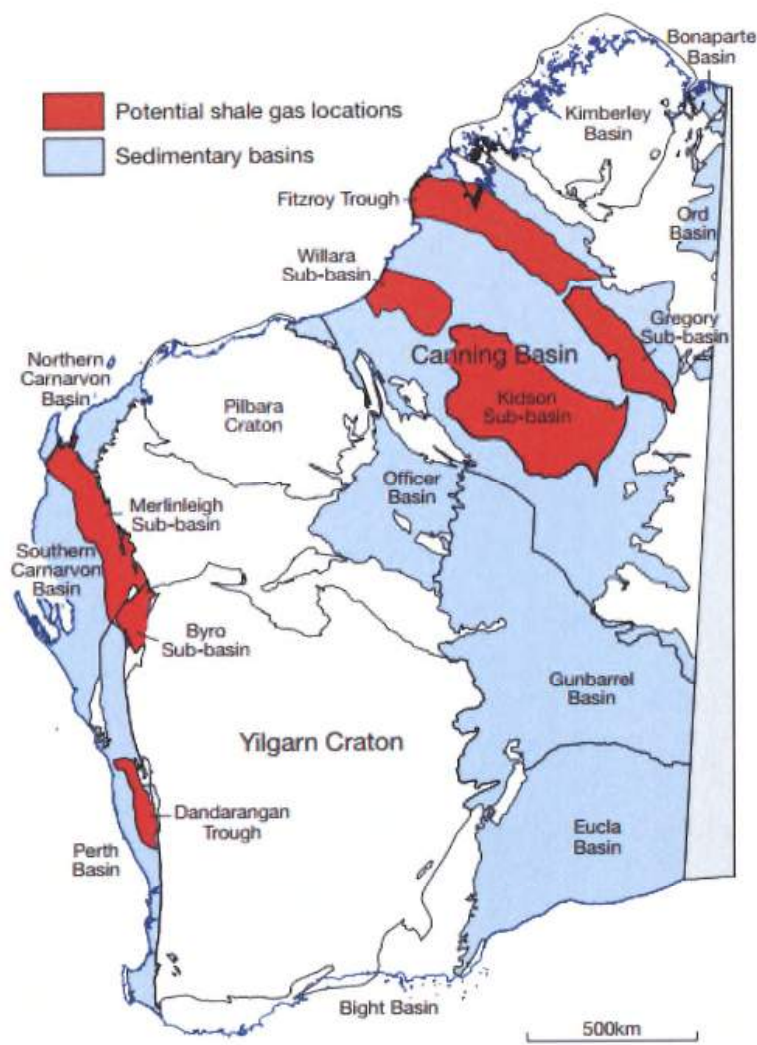 Bonaparte
Basin
Potential shale gas locations
Sedimentary basins
Kimberley
Basin
Fitzroy Trough
Ord
Basin
Willara
Sub-basin
Gregory
Sub-basin
Canning Basin
Northern
Carnarvon
Basin
Kidson
Sub-basin
Pilbara
Craton
Officer
Basin
Merlinleigh
Sub-basin
Southern
Carnarvon
Basin
Byro
Sub-basin
Gunbarrel
Basin
Yilgarn Craton
Dandarangan
Trough
Eucla
Basin
Perth
Basin
Bight Basin
500km